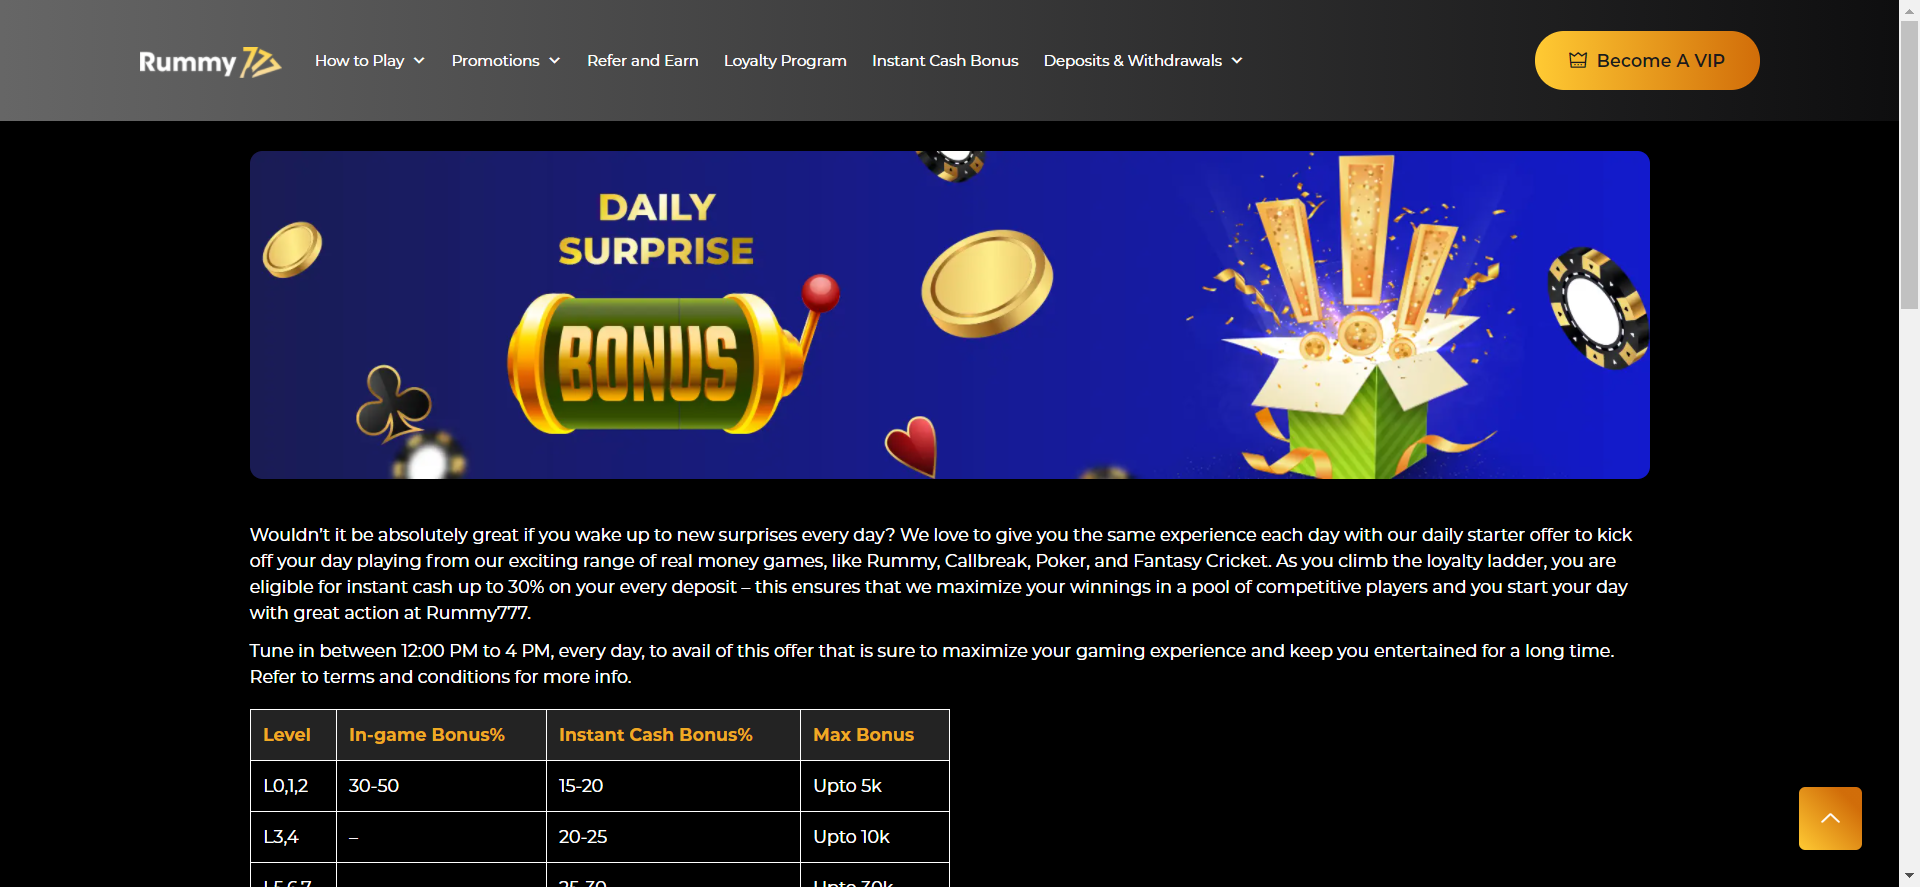 Rummy 77
How to Play
Promotions
Refer and Earn
Loyalty Program
Instant Cash Bonus
Deposits & Withdrawals
Become A VIP
DAILY
SURPRISE
BONUS
Wouldn’t it be absolutely great if you wake up to new surprises every day? We love to give you the same experience each day with our daily starter offer to kick
off your day playing from our exciting range of real money games, like Rummy, Callbreak, Poker, and Fantasy Cricket. As you climb the loyalty ladder, you are
eligible for instant cash up to 30% on your every deposit – this ensures that we maximize your winnings in a pool of competitive players and you start your day
with great action at Rummy777.
Tune in between 12:00 PM to 4 PM, every day, to avail of this offer that is sure to maximize your gaming experience and keep you entertained for a long time.
Refer to terms and conditions for more info.
Level In-game Bonus% Instant Cash Bonus% Max Bonus
L0,1,2 30-50 15-20 Upto 5k
L3,4 – 20-25 Upto 10k
L5,6,7 25-30 Upto 30k